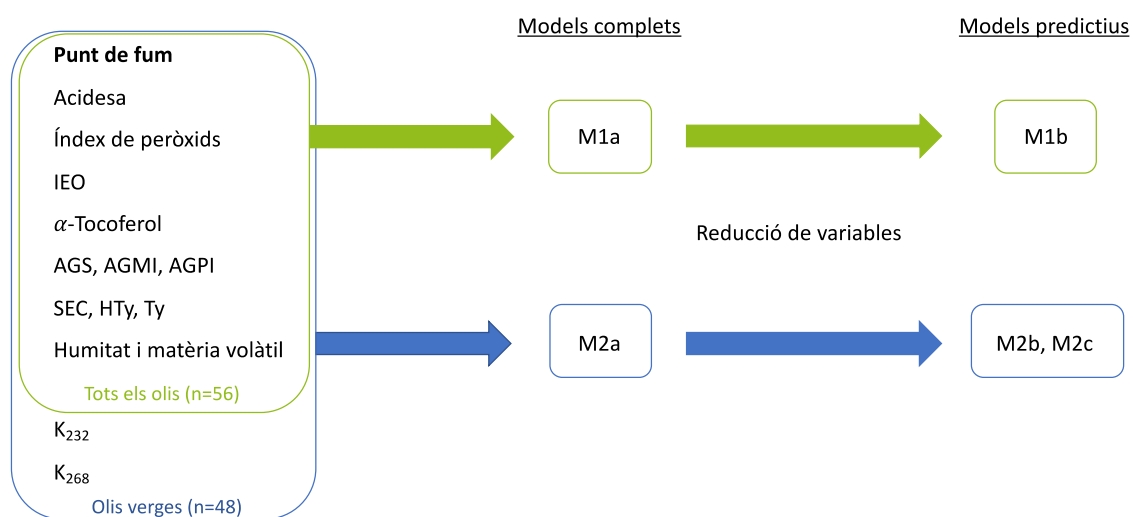 Models complets
Models predictius
Punt de fum
Acidesa
Índex de peròxids
IEO
α-Tocoferol
AGS, AGMI, AGPI
SEC, HTy, Ty
Humitat i matèria volàtil
Tots els olis (n=56)
K232
K268
Olis verges (n=48)
M1a
M1b
Reducció de variables
M2a
M2b, M2c